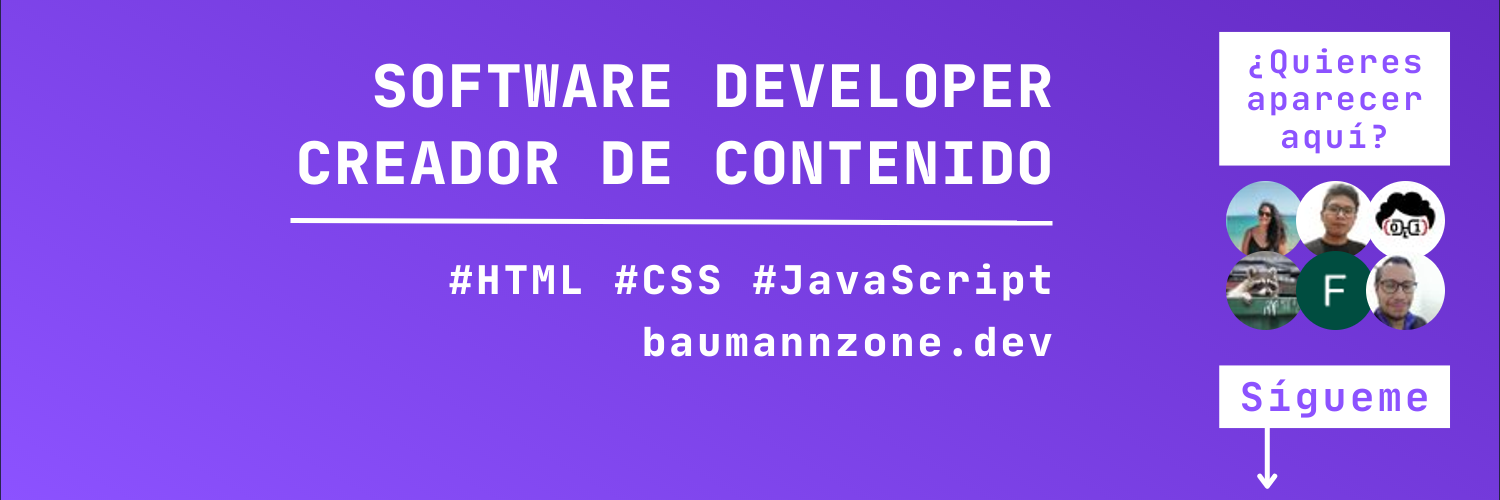 SOFTWARE DEVELOPER
CREADOR DE CONTENIDO
#HTML #CSS #JavaScript
baumannzone.dev
¿Quieres
aparecer
aquí?
F
Sígueme